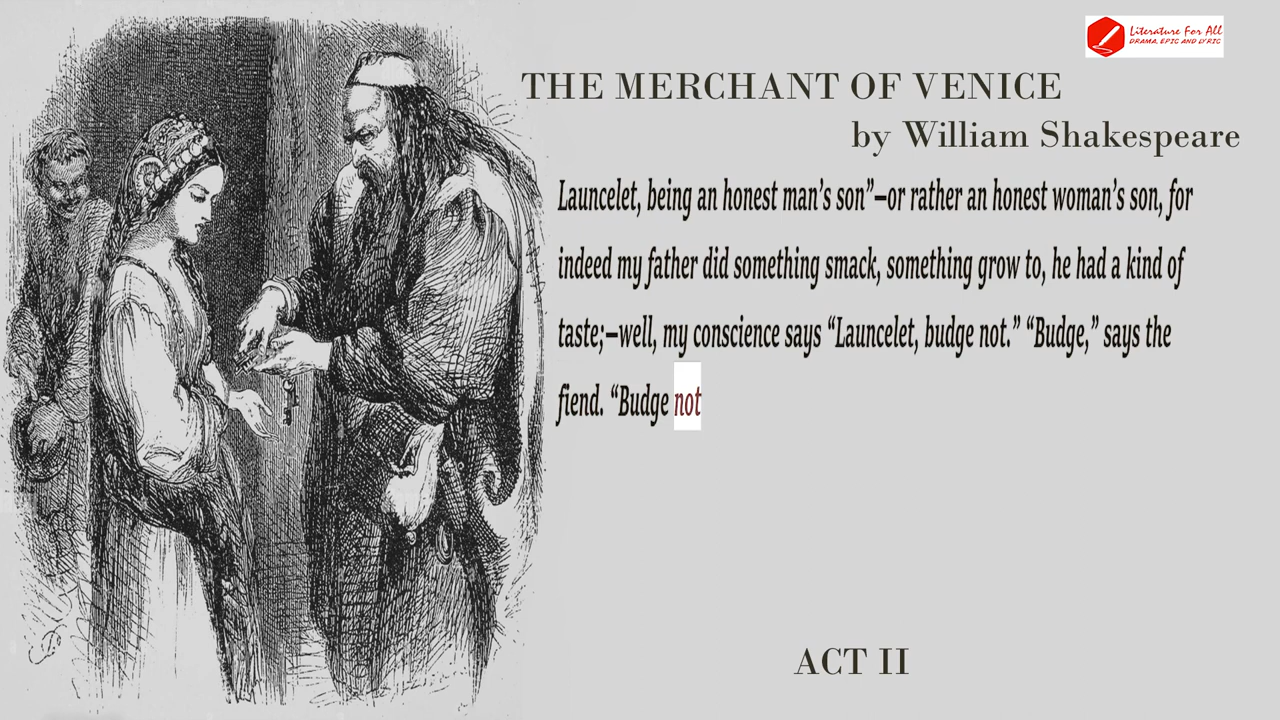 Literature For All
DRAMA, EPIC AND LYRIC
THE MERCHANT OF VENICE
by William Shakespeare
Launcelet, being an honest man’s son”—or rather an honest woman’s son, for
indeed my father did something smack, something grow to, he had a kind of
taste;—well, my conscience says “Launcelet, budge not.” “Budge,” says the
fiend. “Budge not
ACT II